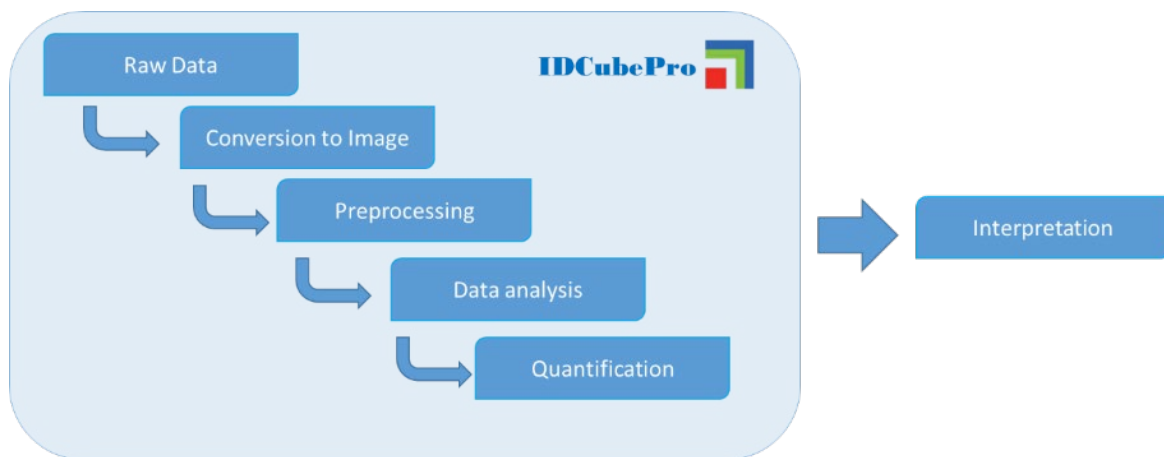 Raw Data
IDCubePro
Conversion to Image
Preprocessing
Interpretation
Data analysis
Quantification